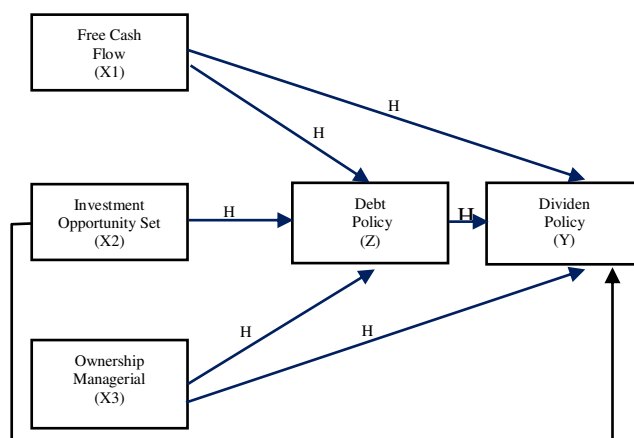 Free Cash
Flow
(X1)
H
H
Investment
Opportunity Set
(X2)
H
Debt
Policy
(Z)
H
Dividen
Policy
(Y)
H
H
Ownership
Managerial
(X3)